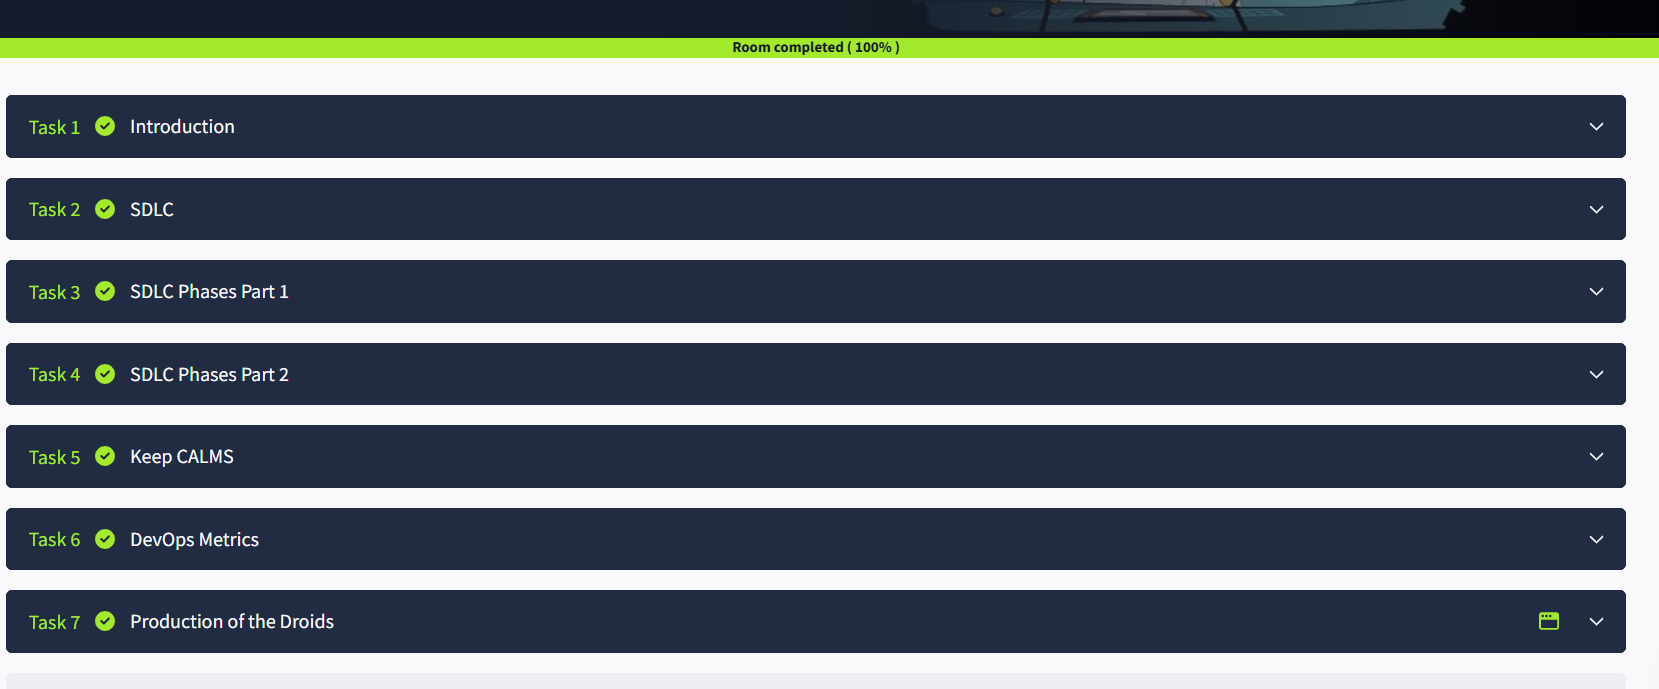 Room completed ( 100% )
Task 1 Introduction
Task 2 SDLC
Task 3 SDLC Phases Part 1
Task 4 SDLC Phases Part 2
Task 5 Keep CALMS
Task 6 DevOps Metrics
Task 7 Production of the Droids